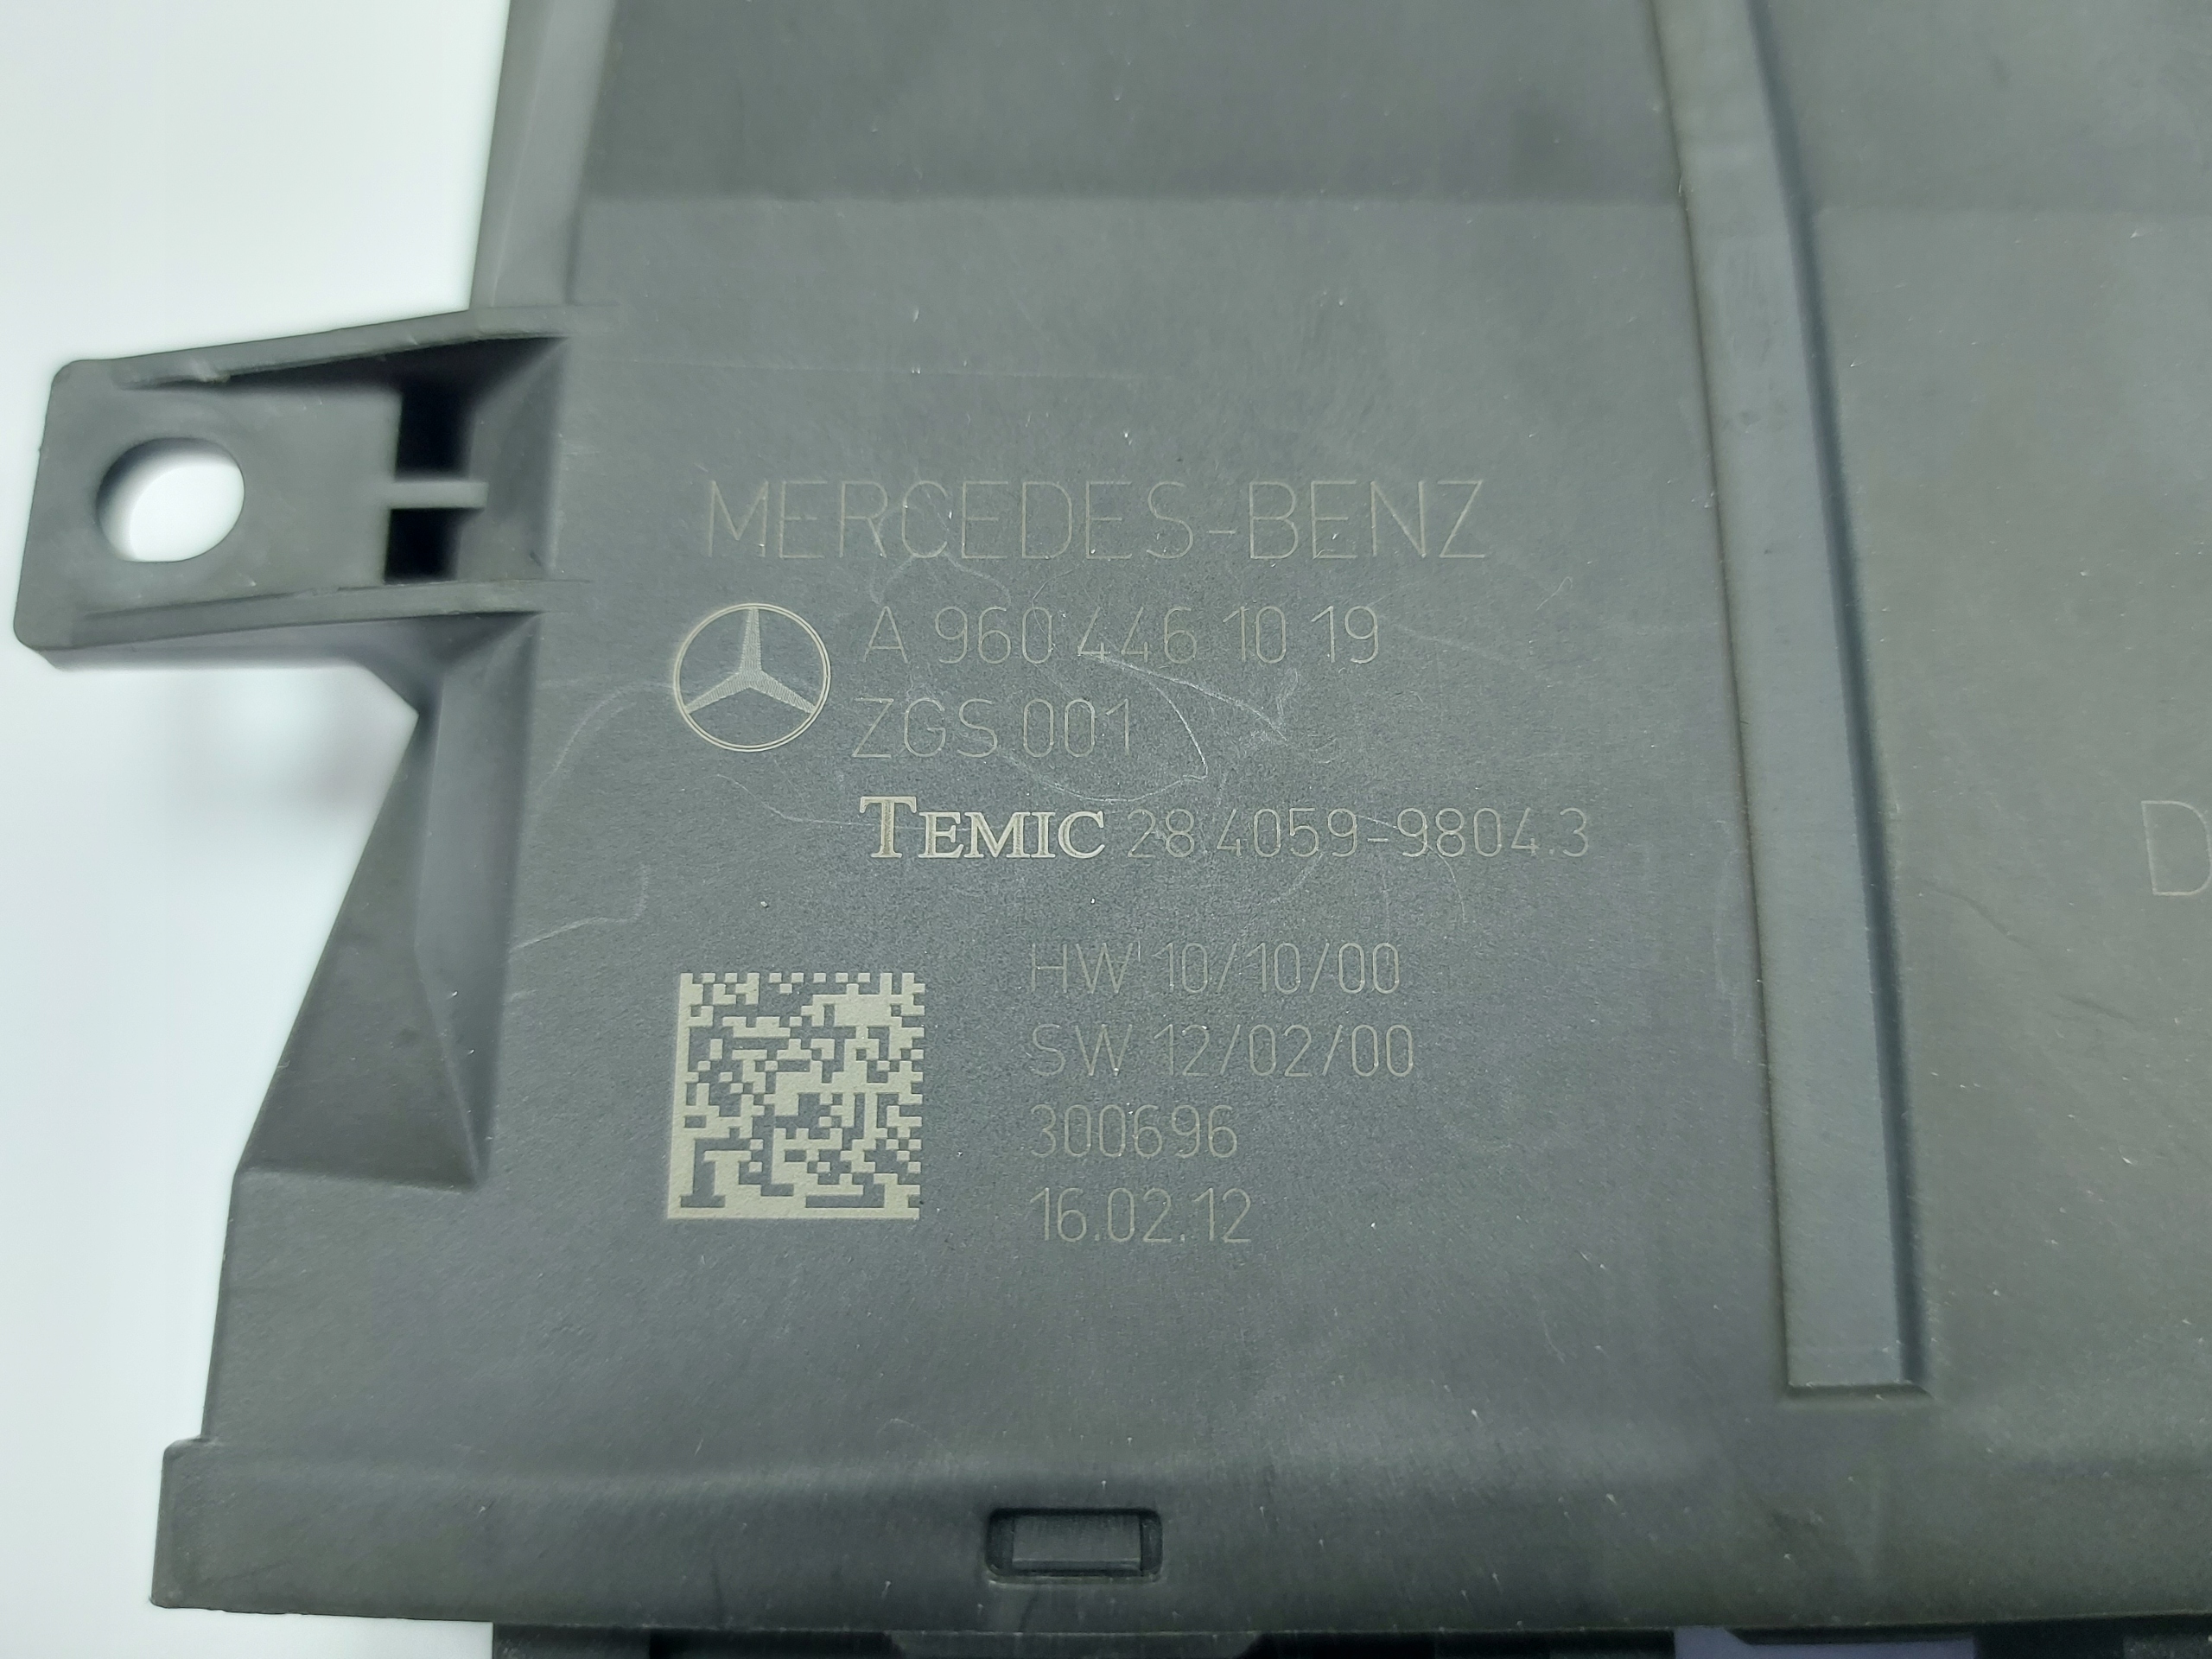 MERCEDES-BENZ
A 960 446 10 19
ZGS 001
TEMIC 28.4059-9804.3
HW 10/10/00
SW 12/02/00
300696
16.02.12
D